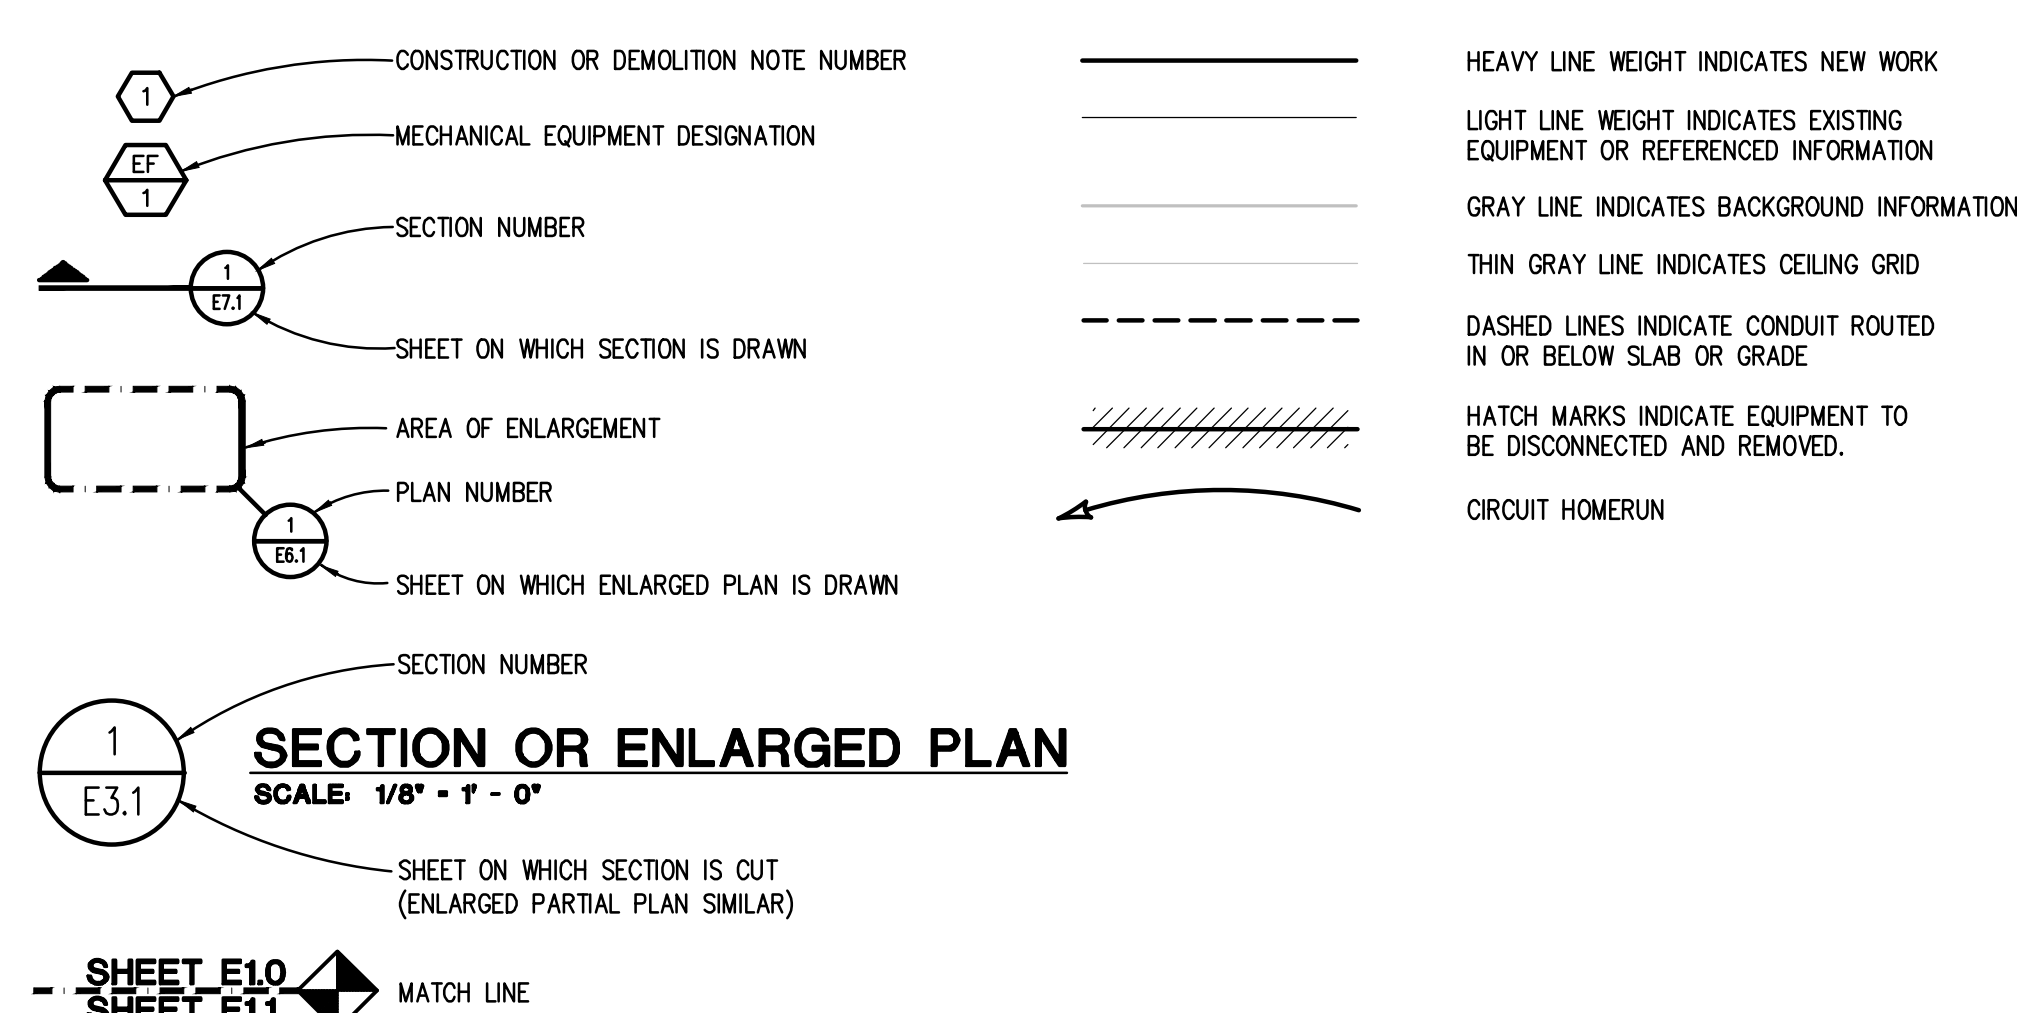 CONSTRUCTION OR DEMOLITION NOTE NUMBER
1
MECHANICAL EQUIPMENT DESIGNATION
EF
1
SECTION NUMBER
1
E7.1
SHEET ON WHICH SECTION IS DRAWN
AREA OF ENLARGEMENT
PLAN NUMBER
1
E6.1
SHEET ON WHICH ENLARGED PLAN IS DRAWN
SECTION NUMBER
1
E3.1
SECTION OR ENLARGED PLAN
SCALE: 1/8" = 1' - 0"
SHEET ON WHICH SECTION IS CUT
(ENLARGED PARTIAL PLAN SIMILAR)
SHEET E1.0
SHEET E1.1
MATCH LINE
HEAVY LINE WEIGHT INDICATES NEW WORK
LIGHT LINE WEIGHT INDICATES EXISTING
EQUIPMENT OR REFERENCED INFORMATION
GRAY LINE INDICATES BACKGROUND INFORMATION
THIN GRAY LINE INDICATES CEILING GRID
DASHED LINES INDICATE CONDUIT ROUTED
IN OR BELOW SLAB OR GRADE
HATCH MARKS INDICATE EQUIPMENT TO
BE DISCONNECTED AND REMOVED.
CIRCUIT HOMERUN